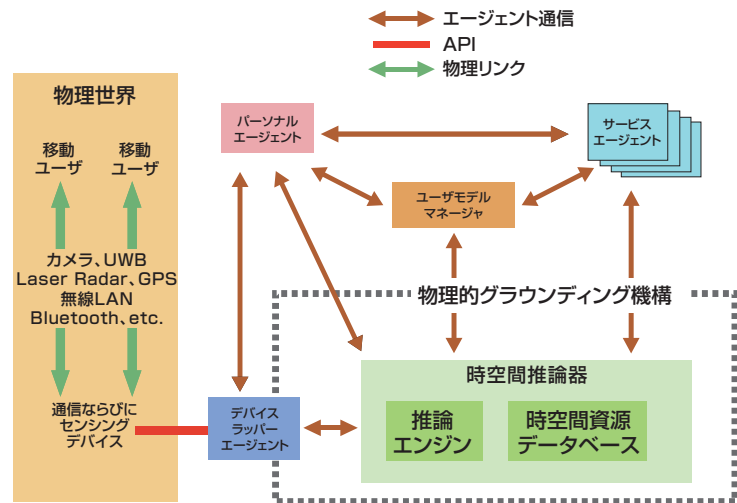 エージェント通信
API
物理リンク
物理世界
移動
ユーザ
移動
ユーザ
カメラ、UWB
Laser Radar、GPS
無線LAN
Bluetooth、etc.
通信ならびに
センシング
デバイス
パーソナル
エージェント
サービス
エージェント
ユーザモデル
マネージャ
物理的グラウンディング機構
時空間推論器
推論
エンジン
時空間資源
データベース
デバイス
ラッパー
エージェント